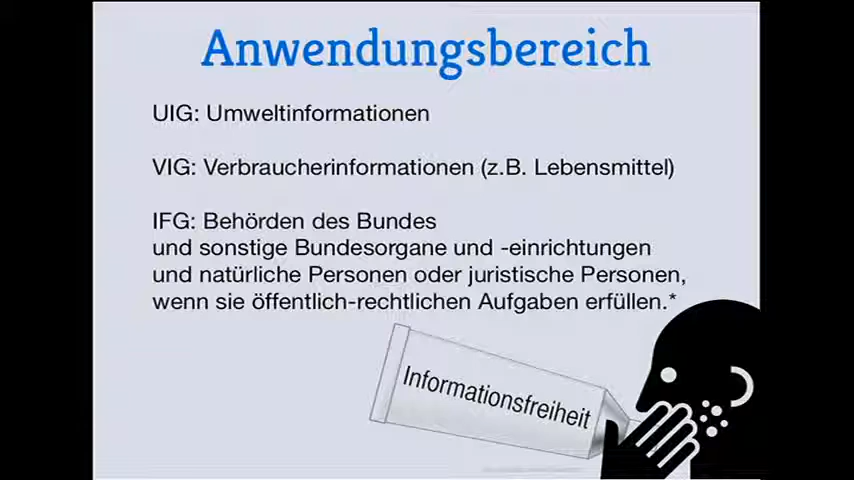 Anwendungsbereich
UIG: Umweltinformationen
VIG: Verbraucherinformationen (z.B. Lebensmittel)
IFG: Behörden des Bundes
und sonstige Bundesorgane und -einrichtungen
und natürliche Personen oder juristische Personen,
wenn sie öffentlich-rechtlichen Aufgaben erfüllen.*
Informationsfreiheit